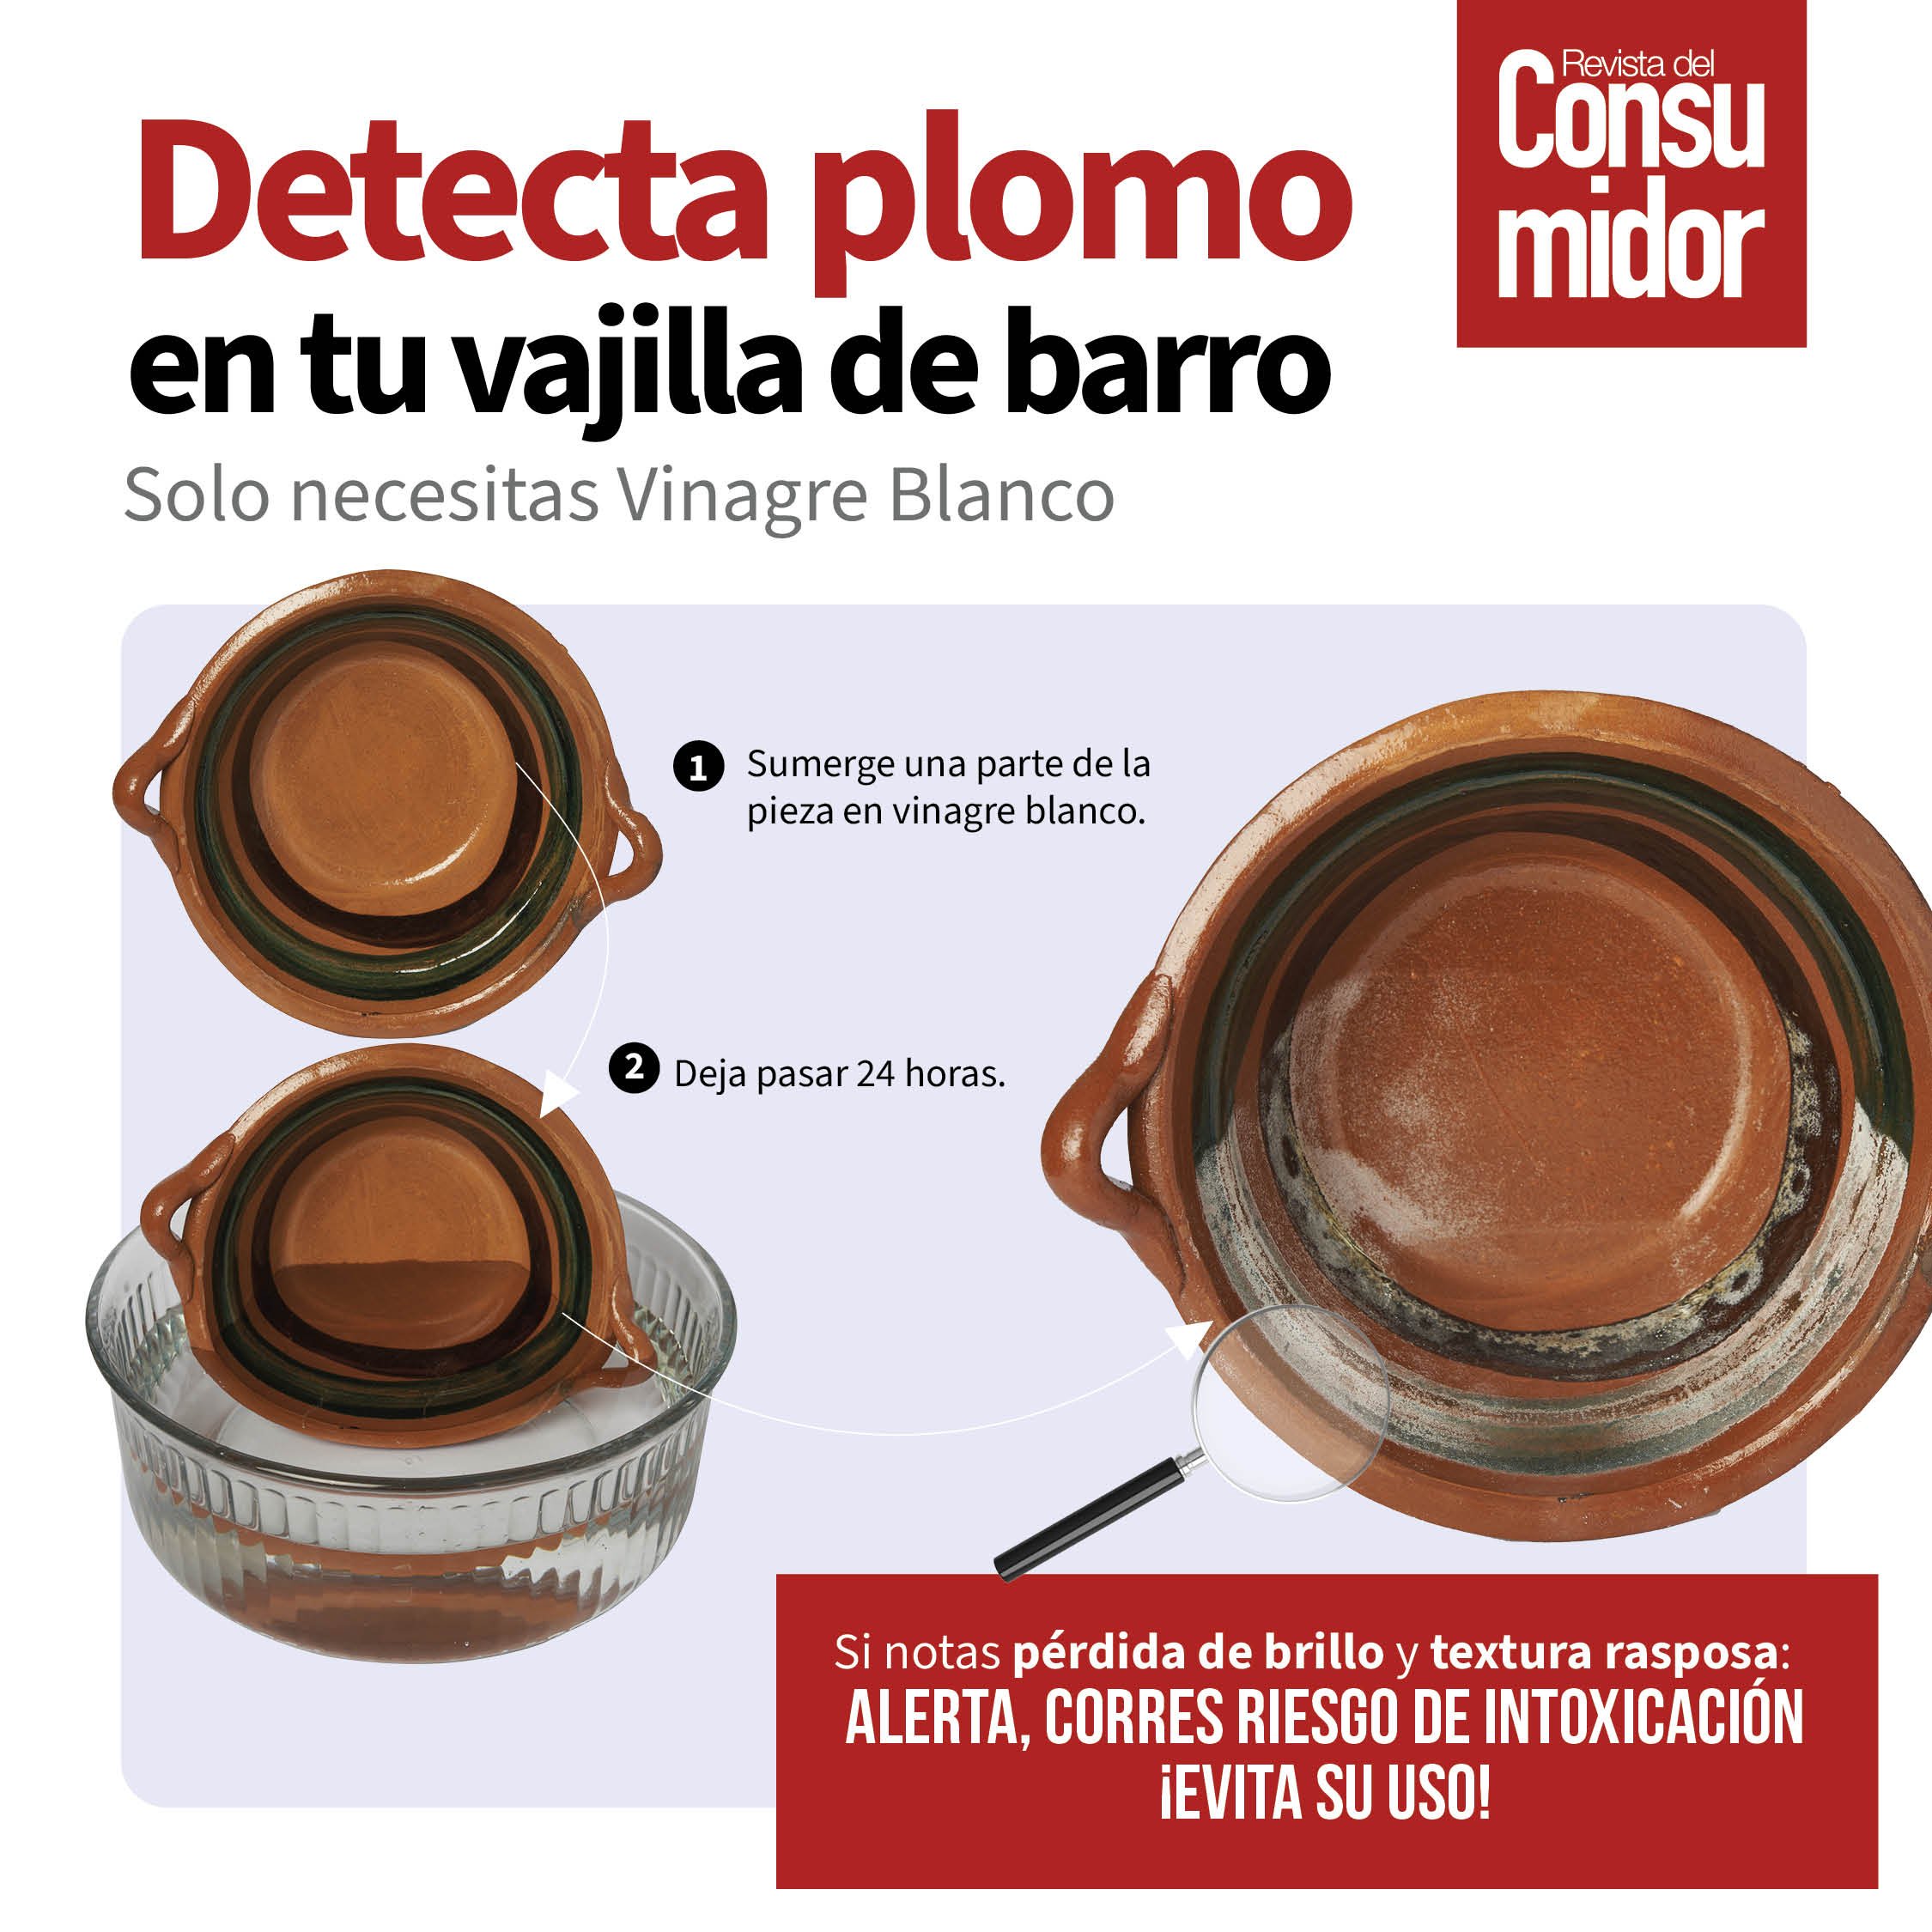 Detecta plomo
en tu vajilla de barro
Solo necesitas Vinagre Blanco
Revista del
Consu
midor
1 Sumerge una parte de la
pieza en vinagre blanco.
2 Deja pasar 24 horas.
Si notas pérdida de brillo y textura rasposa:
ALERTA, CORRES RIESGO DE INTOXICACIÓN
¡EVITA SU USO!